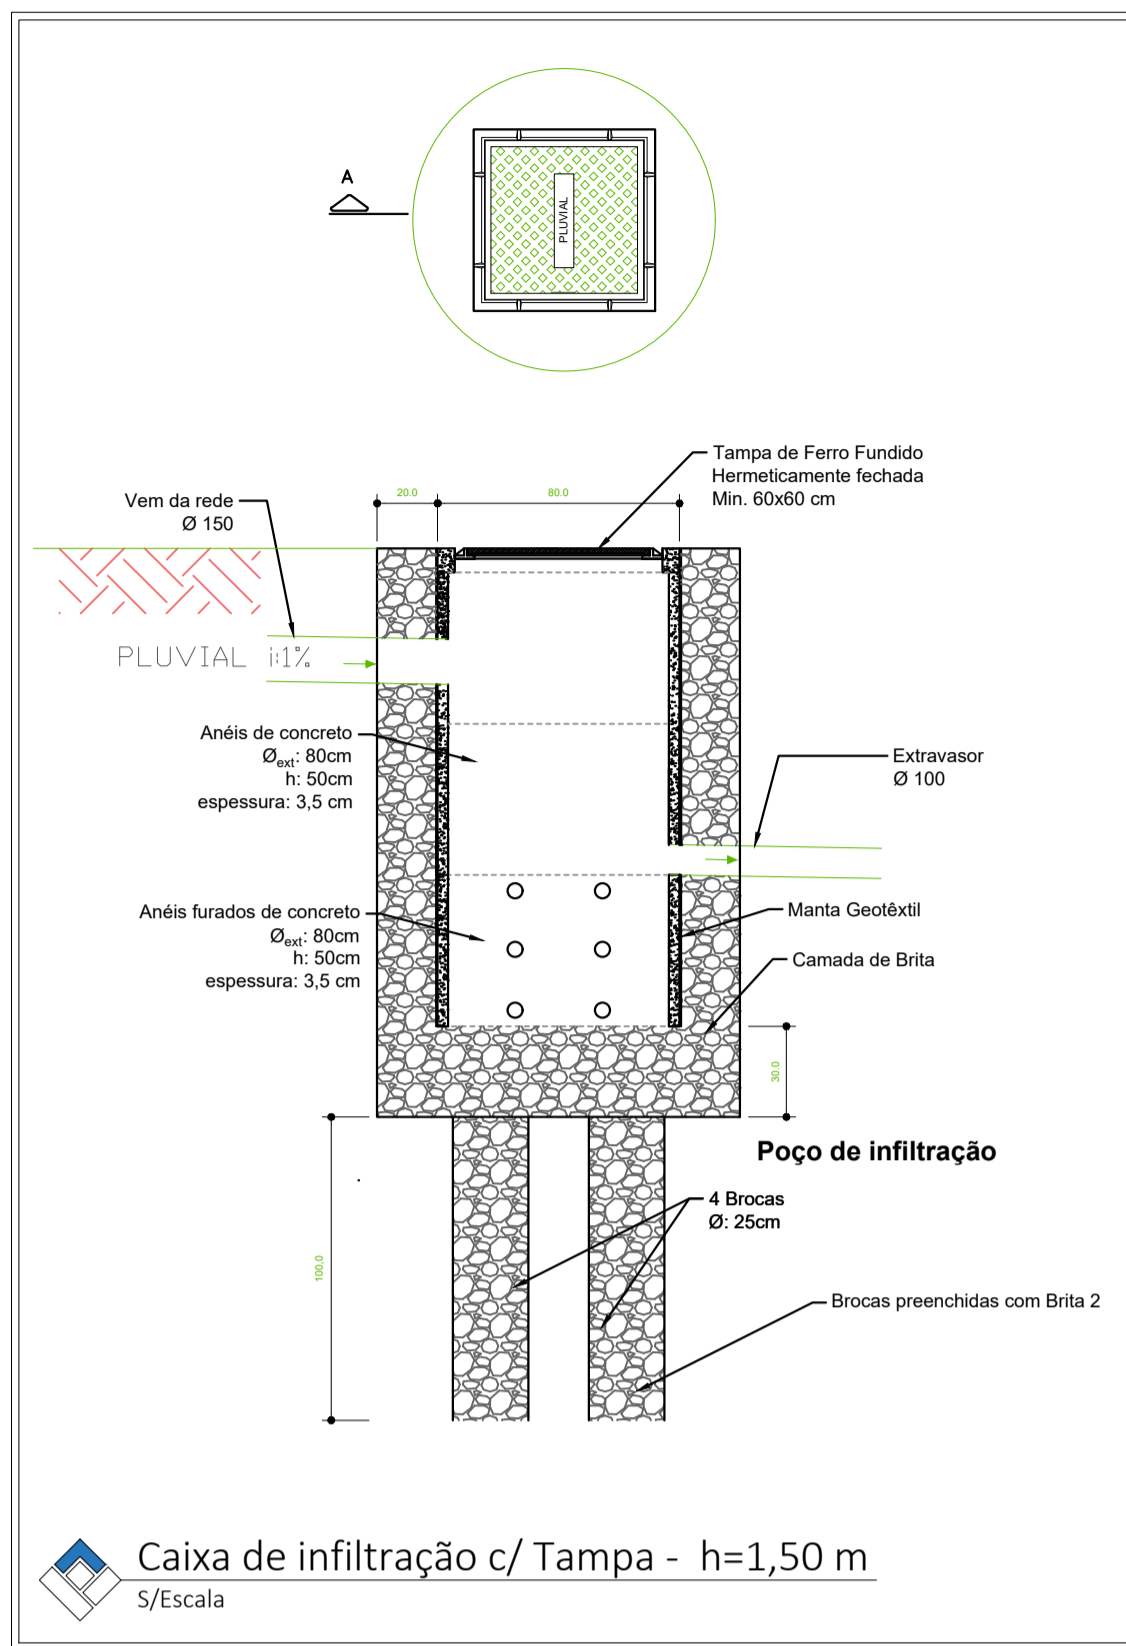 A
PLUVIAL
Tampa de Ferro Fundido
Hermeticamente fechada
Min. 60x60 cm
20.0
80.0
Vem da rede
Ø 150
PLUVIAL i:1%
Anéis de concreto
Øext: 80cm
h: 50cm
espessura: 3,5 cm
Extravasor
Ø 100
Anéis furados de concreto
Øext: 80cm
h: 50cm
espessura: 3,5 cm
Manta Geotêxtil
Camada de Brita
30.0
Poço de infiltração
4 Brocas
Ø: 25cm
100.0
Brocas preenchidas com Brita 2
Caixa de infiltração c/ Tampa - h=1,50 m
S/Escala